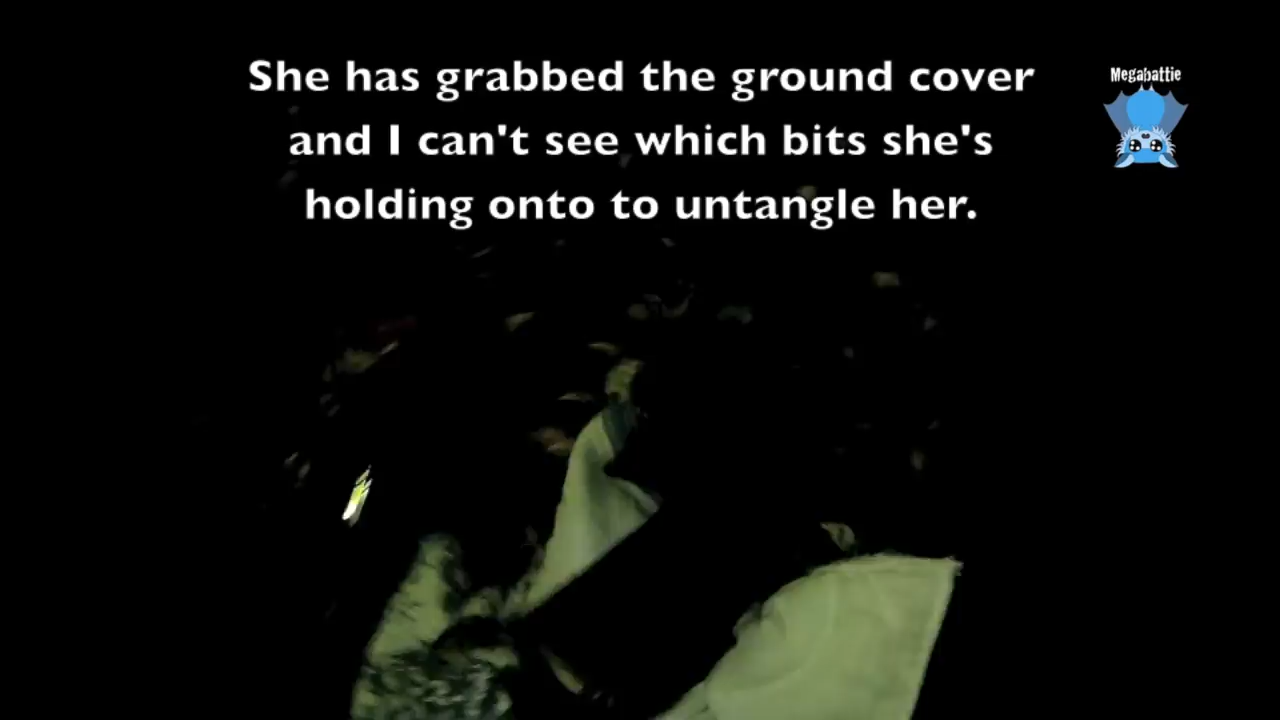 She has grabbed the ground cover
and I can't see which bits she's
holding onto to untangle her.
Megabattie